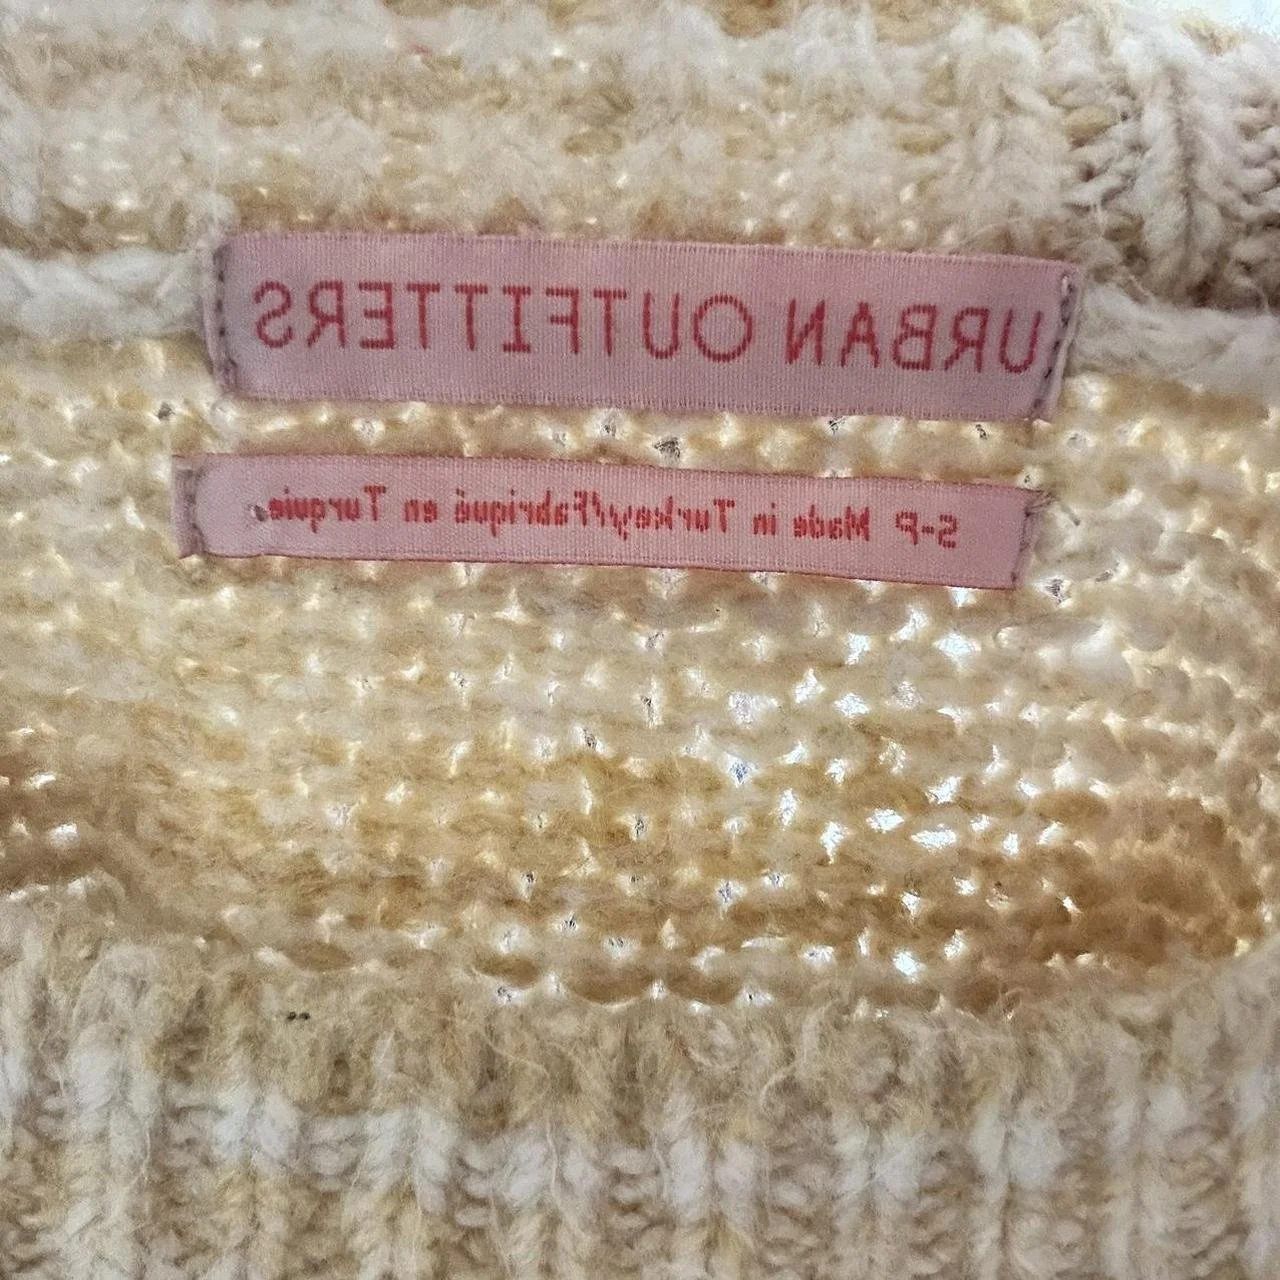 URBAN OUTFITTERS
S-P Made in Turkey/Fabriqué en Turquie.